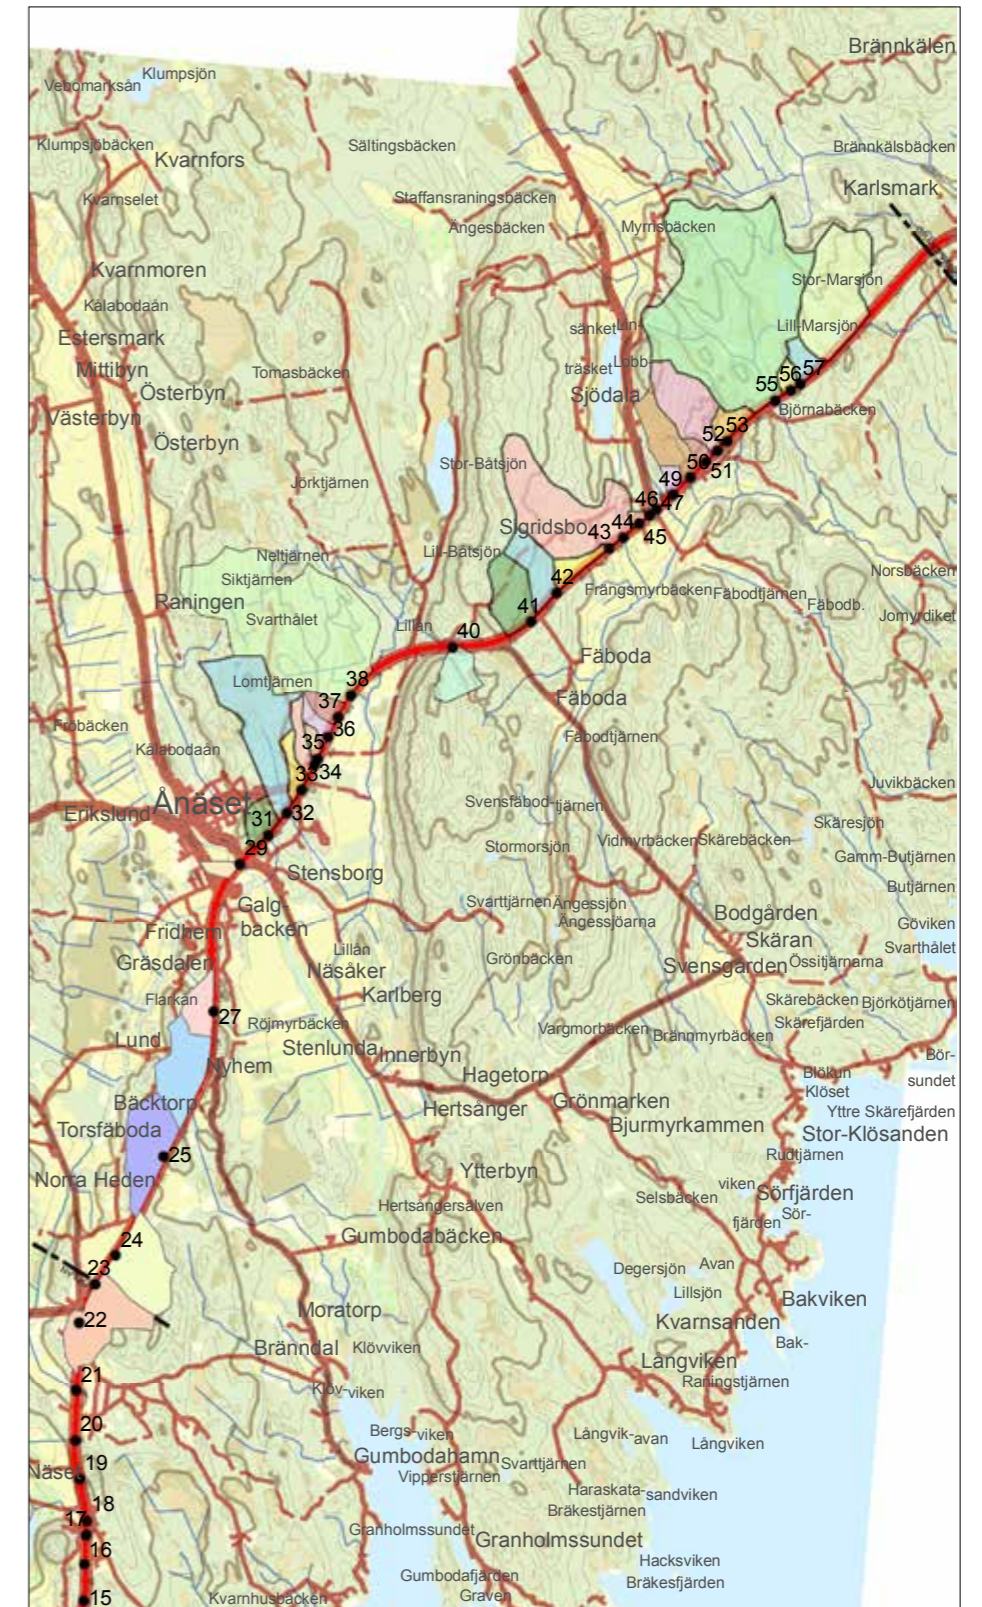 Brännkälen
Klumpsjön
Vebomarksån
Klumpsjöbäcken
Kvarnfors
Sältingsbäcken
Brännkälsbäcken
Kvarnselet
Staffansraningsbäcken
Karlsmark
Ängesbäcken
Myrnsbäcken
Kvarnmoren
Stor-Marsjön
Kålabodaån
Estersmark
sänket
Lin-
Lill-Marsjön
Mittibyn
Tomasbäcken
träsket
Lobb-
57
56
Österbyn
Sjödala
55
Björnabäcken
Västerbyn
Österbyn
53
52
Stor-Båtsjön
50
51
Jörktjärnen
49
46
47
Sigridsbo
44
43
45
Neltjärnen
Lill-Båtsjön
Siktjärnen
42
Norsbäcken
Frängsmyrbäcken
Fäbodtjärnen
Raningen
Fäbodb.
Svarthålet
41
Jomyrdiket
Lillån
40
Fäboda
Lomtjärnen
38
Fäboda
37
Fröbäcken
36
Fäbodtjärnen
Kålabodaån
35
34
33
Juvikbäcken
Ånäset
Svensfäbod-
tjärnen
Erikslund
32
31
Skäresjön
Vidmyrbäcken
Skärebäcken
29
Stormorsjön
Gamm-Butjärnen
Stensborg
Butjärnen
Galg-
backen
Svarttjärnen
Ängessjön
Bodgården
Ängessjöarna
Göviken
Fridhem
Skäran
Lillån
Svarthålet
Gräsdalen
Näsåker
Grönbäcken
Svensgården
Össitjärnarna
Karlberg
Flarkån
Skärebäcken
Björkötjärnen
27
Röjmyrbäcken
Vargmorbäcken
Brännmyrbäcken
Skärefjärden
Lund
Stenlunda
Innerbyn
Bör-
sundet
Nyhem
Hagetorp
Blökun
Klöset
Bäcktorp
Hertsånger
Grönmarken
Yttre Skärefjärden
Torsfäboda
Bjurmyrkammen
Stor-Klösanden
25
Rudtjärnen
Norra Heden
Ytterbyn
viken
Selsbäcken
Sörfjärden
Hertsångersälven
Sör-
fjärden
24
Gumbodabäcken
23
Degersjön
Avan
Lillsjön
Bakviken
Moratorp
22
Kvarnsanden
Bak-
Bränndal
Klövviken
Långviken
21
Klöv-
viken
Raningstjärnen
20
Bergs-
viken
Långvik-
avan
Långviken
Gumbodahamn
19
Svarttjärnen
Vipperstjärnen
Haraskata-
sandviken
18
Bräkestjärnen
17
Granholmssundet
Granholmssundet
16
Hacksviken
Gumbodafjärden
Bräkesfjärden
15
Kvarnhusbäcken
Graven